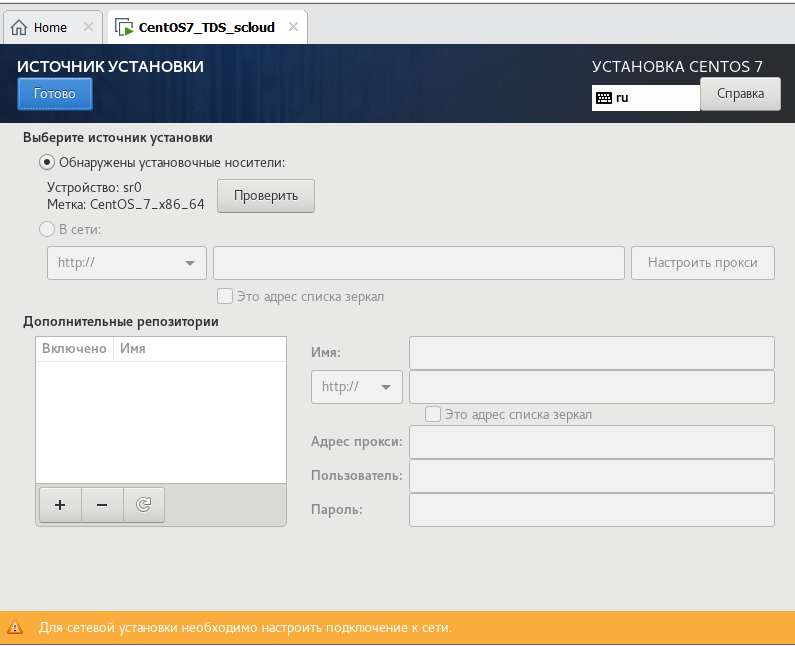 Home
CentOS7_TDS_scloud
ИСТОЧНИК УСТАНОВКИ
УСТАНОВКА CENTOS 7
Готово
ru
Справка
Выберите источник установки
Обнаружены установочные носители:
Устройство: sr0
Метка: CentOS_7_x86_64
Проверить
В сети:
http://
Настроить прокси
Это адрес списка зеркал
Дополнительные репозитории
Включено Имя
Имя:
http://
Это адрес списка зеркал
Адрес прокси:
Пользователь:
Пароль:
Для сетевой установки необходимо настроить подключение к сети.